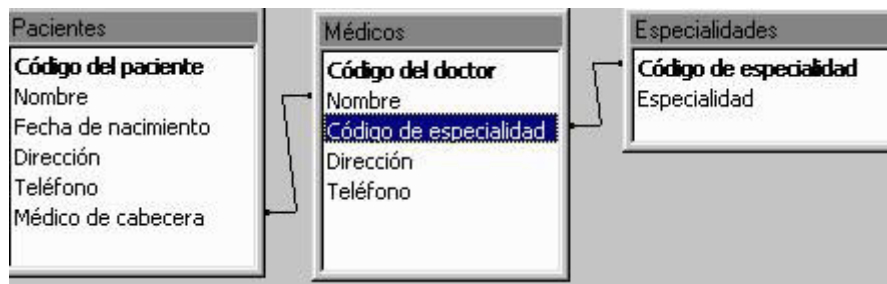 Pacientes
Código del paciente
Nombre
Fecha de nacimiento
Dirección
Teléfono
Médico de cabecera
Médicos
Código del doctor
Nombre
Código de especialidad
Dirección
Teléfono
Especialidades
Código de especialidad
Especialidad